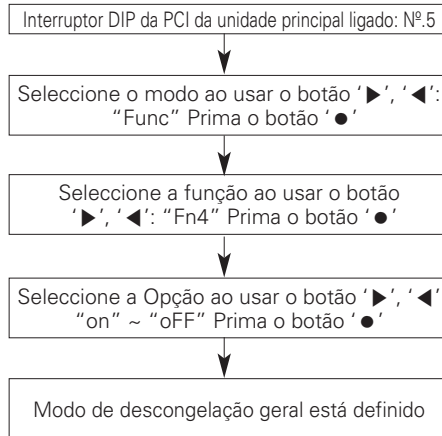 Interruptor DIP da PCI da unidade principal ligado: Nº.5
Seleccione o modo ao usar o botão ‘▶’, ‘◀’:
“Func” Prima o botão ‘●’
Seleccione a função ao usar o botão
‘▶’, ‘◀’: “Fn4” Prima o botão ‘●’
Seleccione a Opção ao usar o botão ‘▶’, ‘◀’
“on” ~ “oFF” Prima o botão ‘●’
Modo de descongelação geral está definido